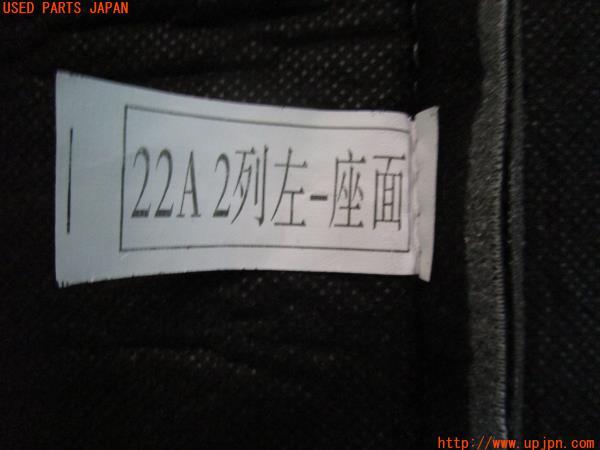 USED PARTS JAPAN
22A 2列左-座面
http://www.upjpn.com/